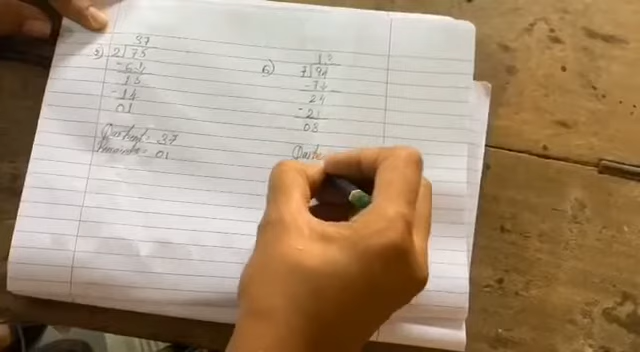 37
5) 2 75
- 6↓
15
- 14
01
Quotient = 37
Remainder = 01
6) 7 94
- 7↓
24
- 21
03
Quotie